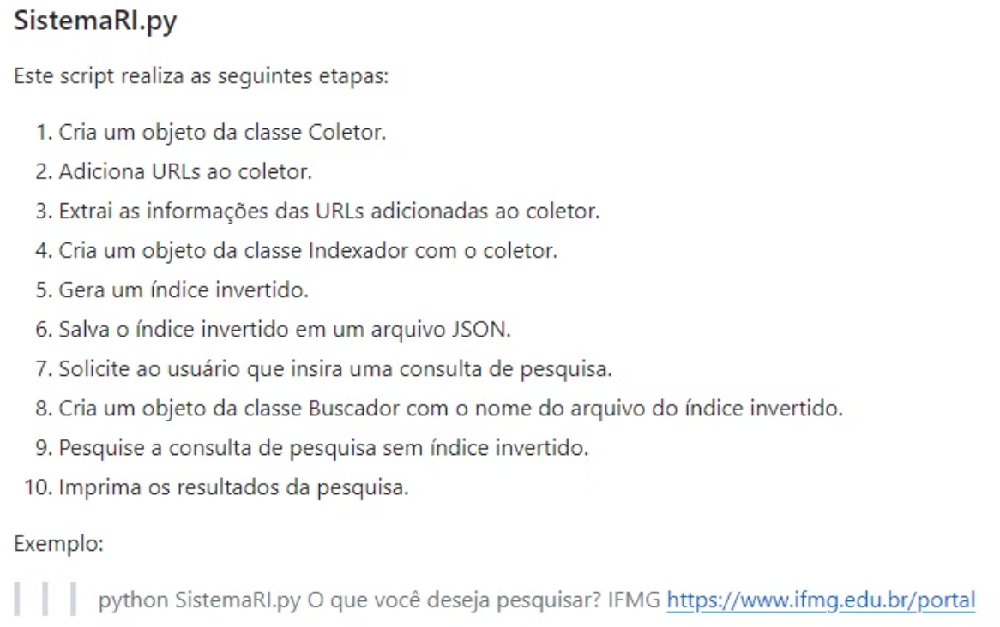 SistemaRI.py
Este script realiza as seguintes etapas:
1. Cria um objeto da classe Coletor.
2. Adiciona URLs ao coletor.
3. Extrai as informações das URLs adicionadas ao coletor.
4. Cria um objeto da classe Indexador com o coletor.
5. Gera um índice invertido.
6. Salva o índice invertido em um arquivo JSON.
7. Solicite ao usuário que insira uma consulta de pesquisa.
8. Cria um objeto da classe Buscador com o nome do arquivo do índice invertido.
9. Pesquise a consulta de pesquisa sem índice invertido.
10. Imprima os resultados da pesquisa.
Exemplo:
python SistemaRI.py O que você deseja pesquisar? IFMG https://www.ifmg.edu.br/portal